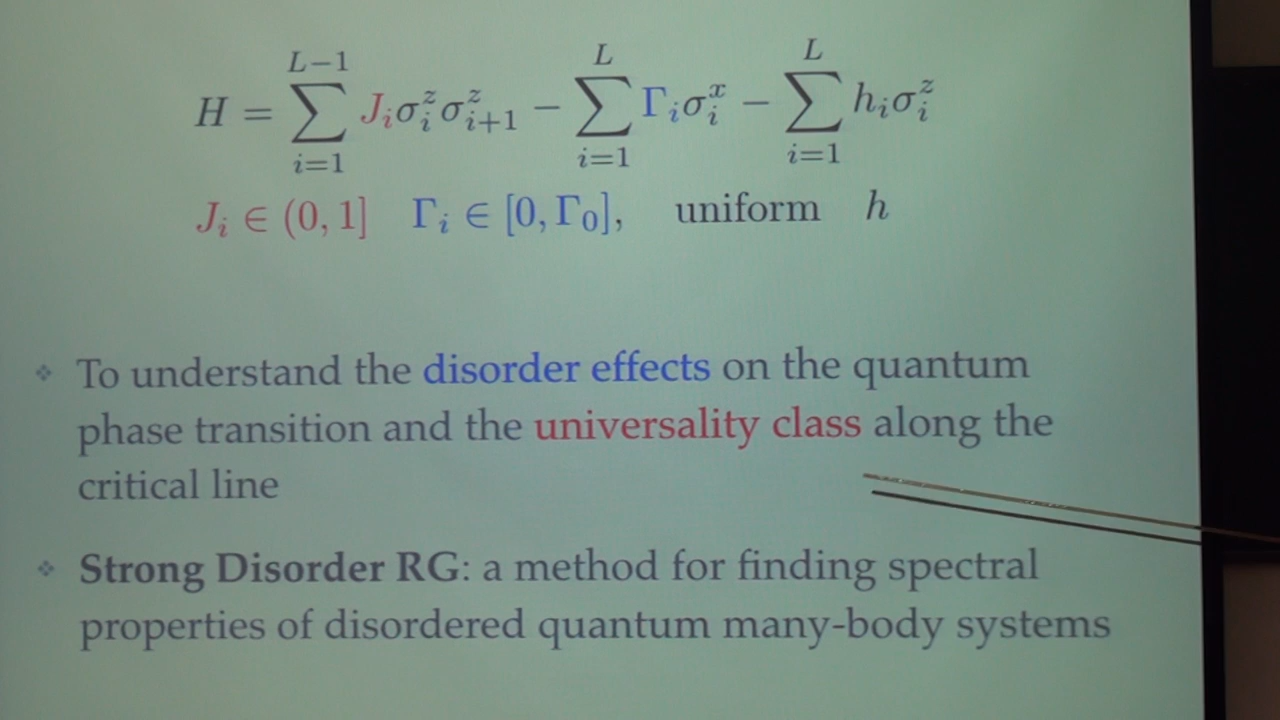 H = \sum_{i=1}^{L-1} J_i \sigma_i^z \sigma_{i+1}^z - \sum_{i=1}^{L} \Gamma_i \sigma_i^x - \sum_{i=1}^{L} h_i \sigma_i^z
J_i ∈ (0, 1] Γ_i ∈ [0, Γ_0], uniform h
❖ To understand the disorder effects on the quantum
phase transition and the universality class along the
critical line
❖ Strong Disorder RG: a method for finding spectral
properties of disordered quantum many-body systems